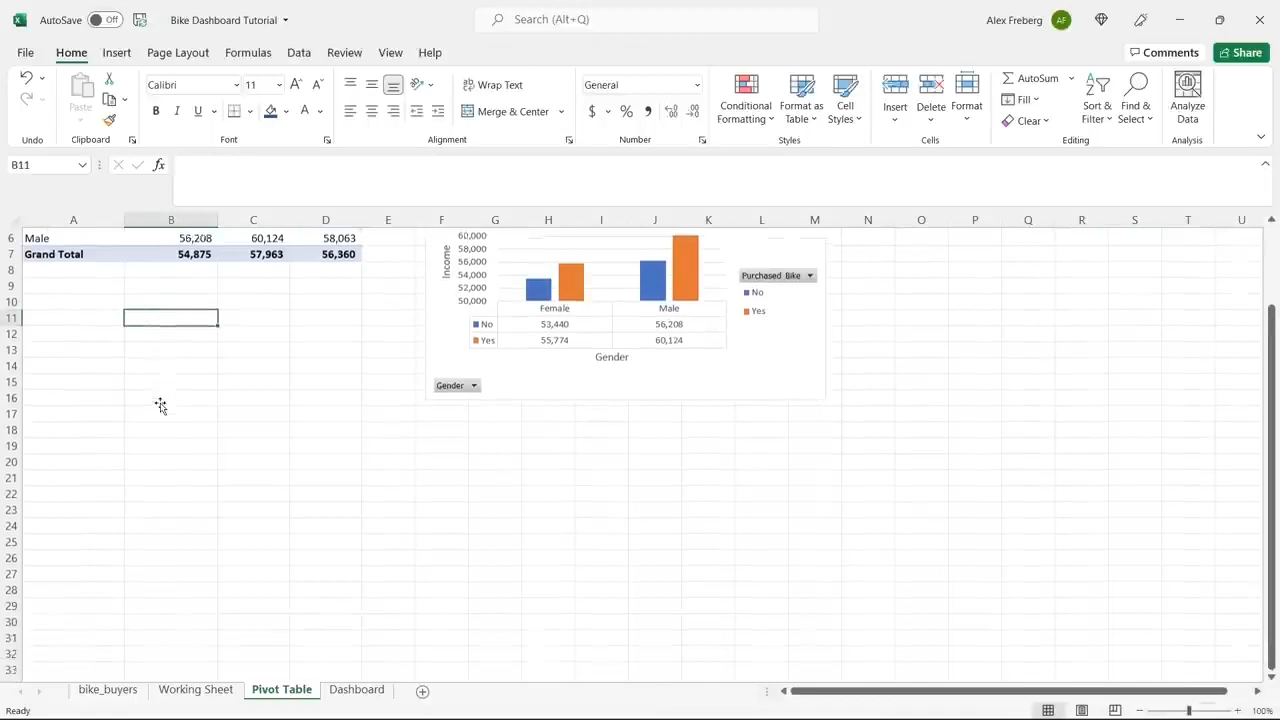 AutoSave Off Bike Dashboard Tutorial Search (Alt+Q) Alex Freberg AF
File Home Insert Page Layout Formulas Data Review View Help Comments Share
Paste Calibri 11 Wrap Text General Conditional Formatting Format as Table Cell Styles Insert Delete Format AutoSum Sort & Filter Find & Select Analyze Data
B I U A Merge & Center $ % Fill
Clear
Undo Clipboard Font Alignment Number Styles Cells Editing Analysis
B11 fx
A B C D E F G H I J K L M N O P Q R S T U
6 Male 56,208 60,124 58,063
7 Grand Total 54,875 57,963 56,360
8
9
10
11
12
13
14
15
16
17
18
19
20
21
22
23
24
25
26
27
28
29
30
31
32
33
Income
60,000
58,000
56,000
54,000
52,000
50,000
Female Male
No 53,440 56,208
Yes 55,774 60,124
Gender
Purchased Bike
No
Yes
Gender
bike_buyers Working Sheet Pivot Table Dashboard
Ready 100%